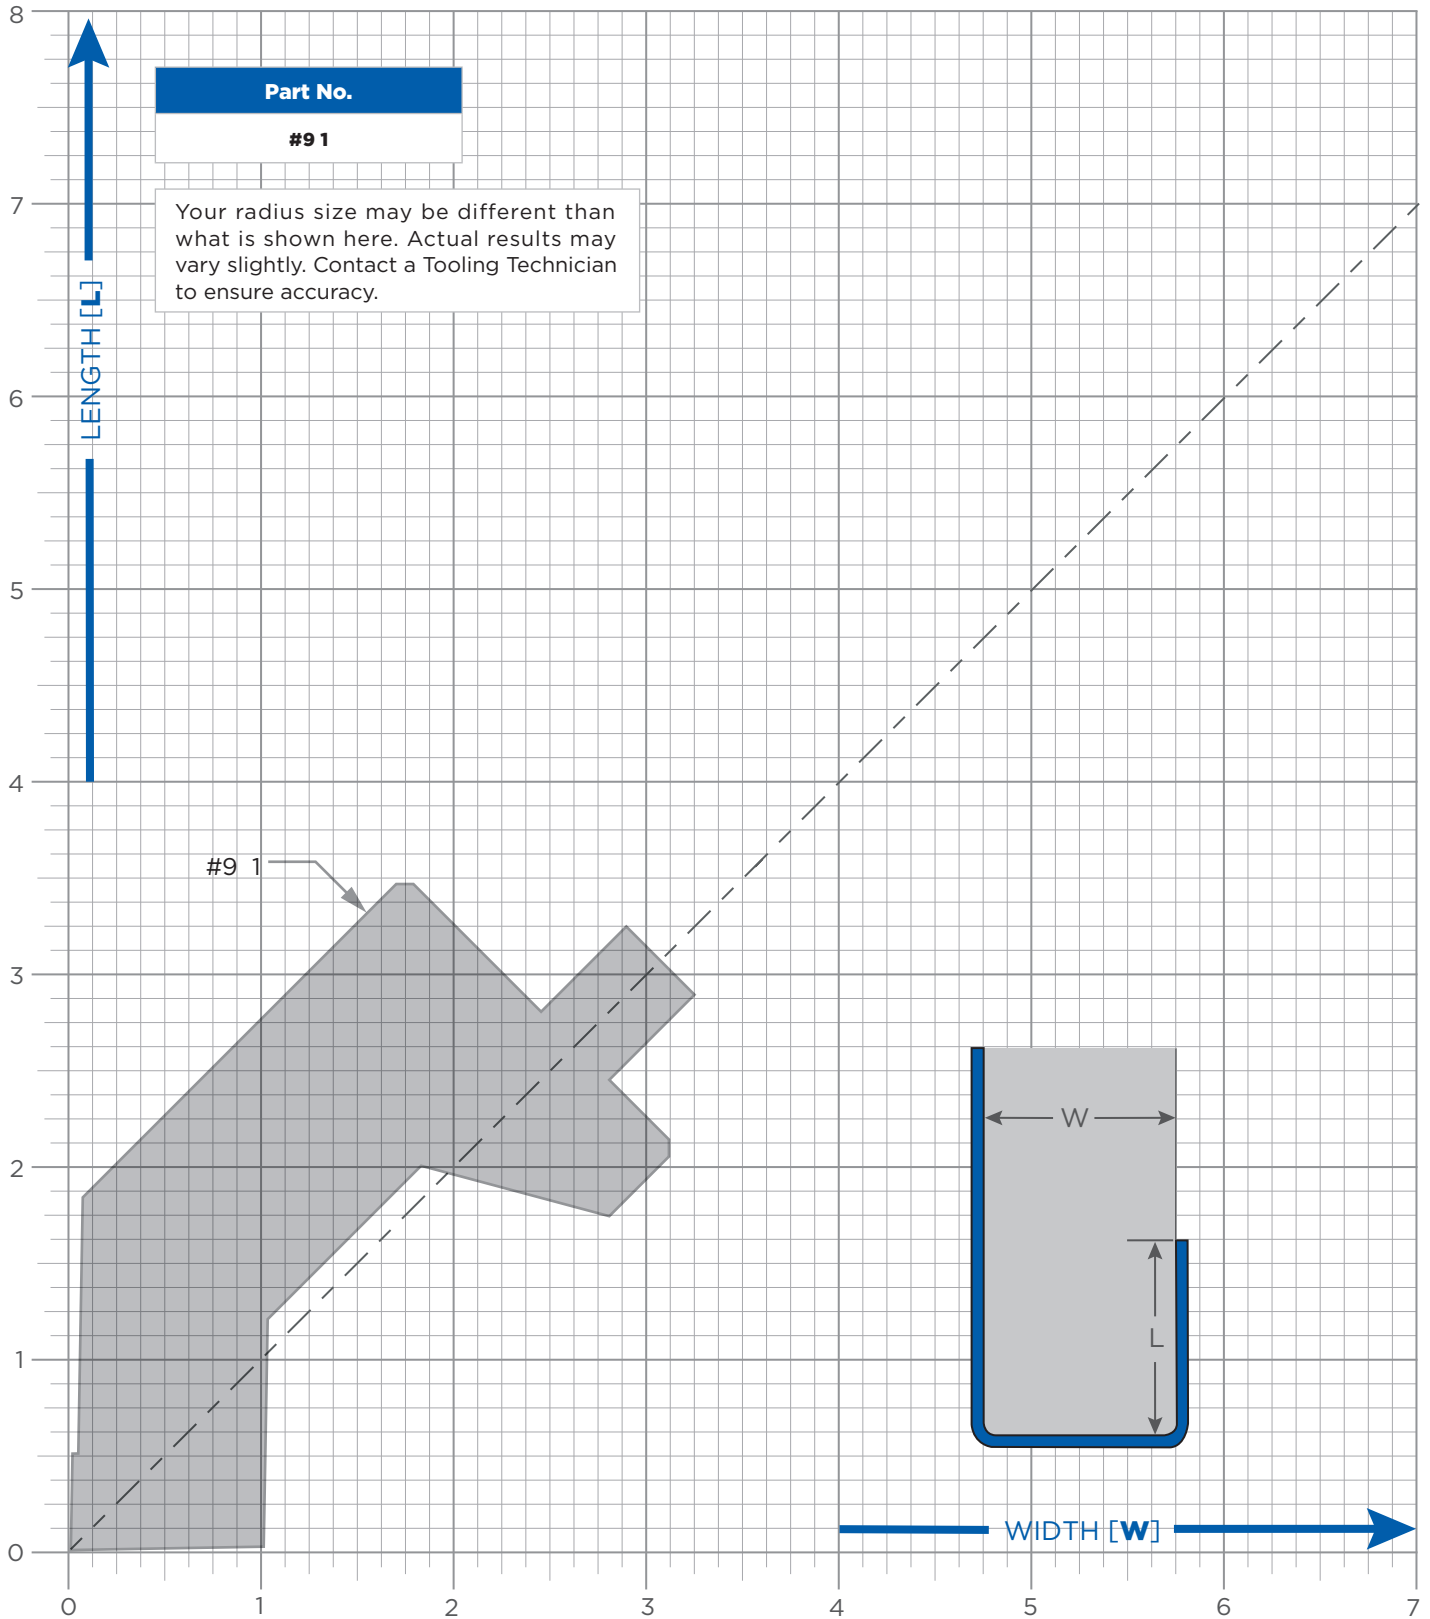 8
Part No.
#9 1
7
Your radius size may be different than
what is shown here. Actual results may
vary slightly. Contact a Tooling Technician
to ensure accuracy.
LENGTH [L]
6
5
4
#9 1
3
2
W
1
L
WIDTH [W]
0
0 1 2 3 4 5 6 7